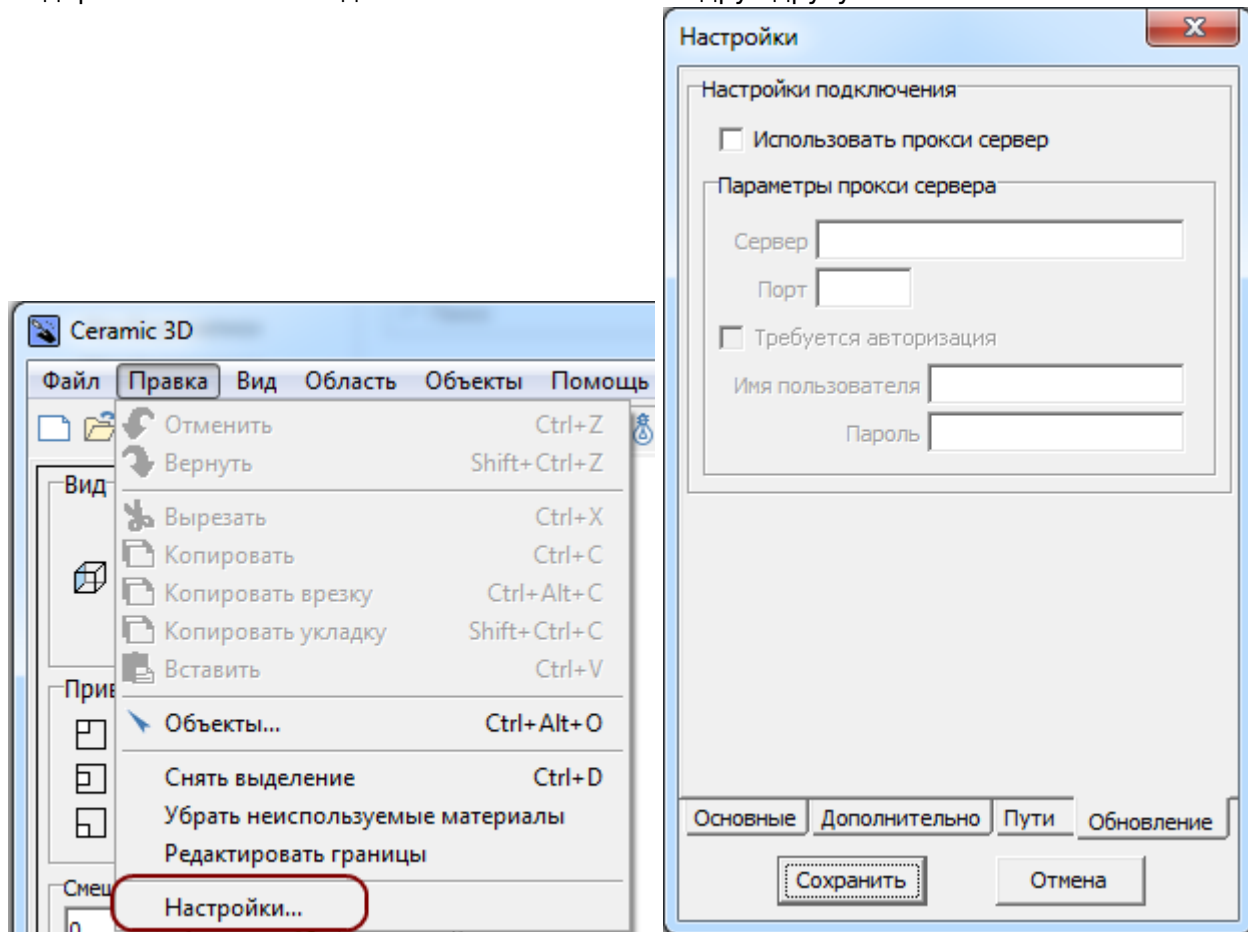 Ceramic 3D
Файл Правка Вид Область Объекты Помощь
Отменить Ctrl+Z
Вернуть Shift+Ctrl+Z
Вид
Вырезать Ctrl+X
Копировать Ctrl+C
Копировать врезку Ctrl+Alt+C
Копировать укладку Shift+Ctrl+C
Вставить Ctrl+V
Прив
Объекты... Ctrl+Alt+O
Снять выделение Ctrl+D
Убрать неиспользуемые материалы
Редактировать границы
Смещ
Настройки...
Настройки
Настройки подключения
Использовать прокси сервер
Параметры прокси сервера
Сервер
Порт
Требуется авторизация
Имя пользователя
Пароль
Основные Дополнительно Пути Обновление
Сохранить Отмена